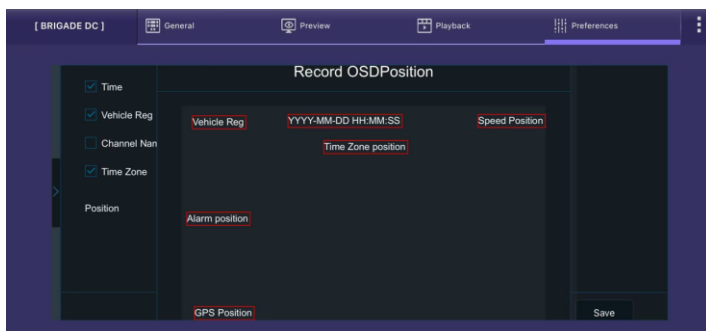 [ BRIGADE DC ] General Preview Playback Preferences
Record OSDPosition
Time
Vehicle Reg
Channel Nan
Time Zone
Position
Vehicle Reg YYYY-MM-DD HH:MM:SS Speed Position
Time Zone position
Alarm position
GPS Position
Save